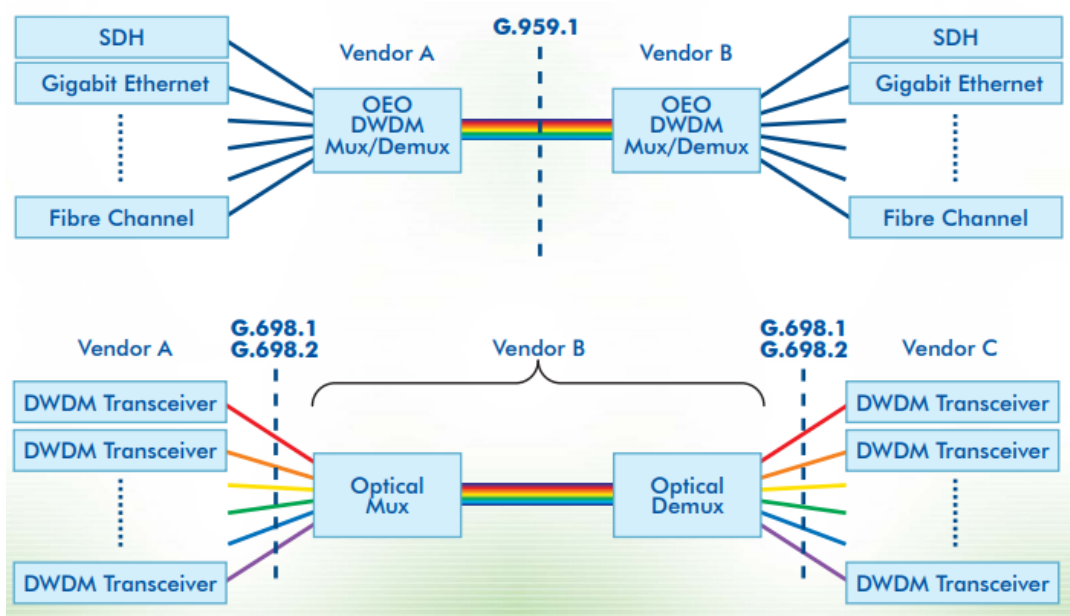 G.959.1
Vendor A
Vendor B
SDH
Gigabit Ethernet
Fibre Channel
OEO
DWDM
Mux/Demux
OEO
DWDM
Mux/Demux
SDH
Gigabit Ethernet
Fibre Channel
Vendor A
G.698.1
G.698.2
Vendor B
G.698.1
G.698.2
Vendor C
DWDM Transceiver
DWDM Transceiver
DWDM Transceiver
Optical
Mux
Optical
Demux
DWDM Transceiver
DWDM Transceiver
DWDM Transceiver